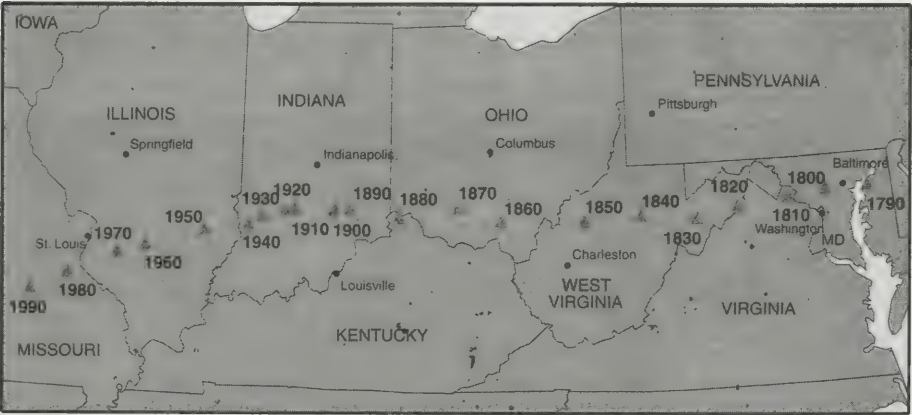 IOWA
PENNSYLVANIA
ILLINOIS
INDIANA
OHIO
Pittsburgh
Springfield
Indianapolis
Columbus
Baltimore
1920
1930
1890
1880
1870
1860
1850
1840
1820
1800
1790
1950
1940
1910
1900
1830
1810
Washington
MD
St. Louis
1970
1960
Charleston
1980
1990
Louisville
WEST
VIRGINIA
VIRGINIA
KENTUCKY
MISSOURI